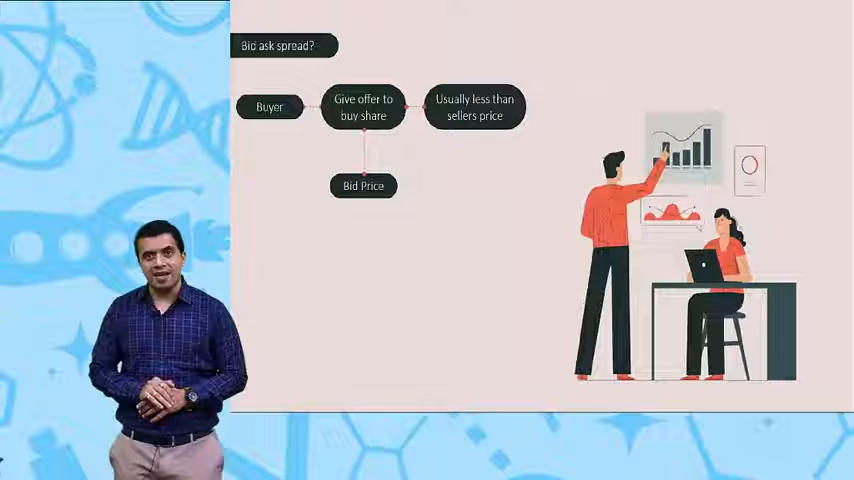 Bid ask spread?
Buyer
Give offer to
buy share
Usually less than
sellers price
Bid Price